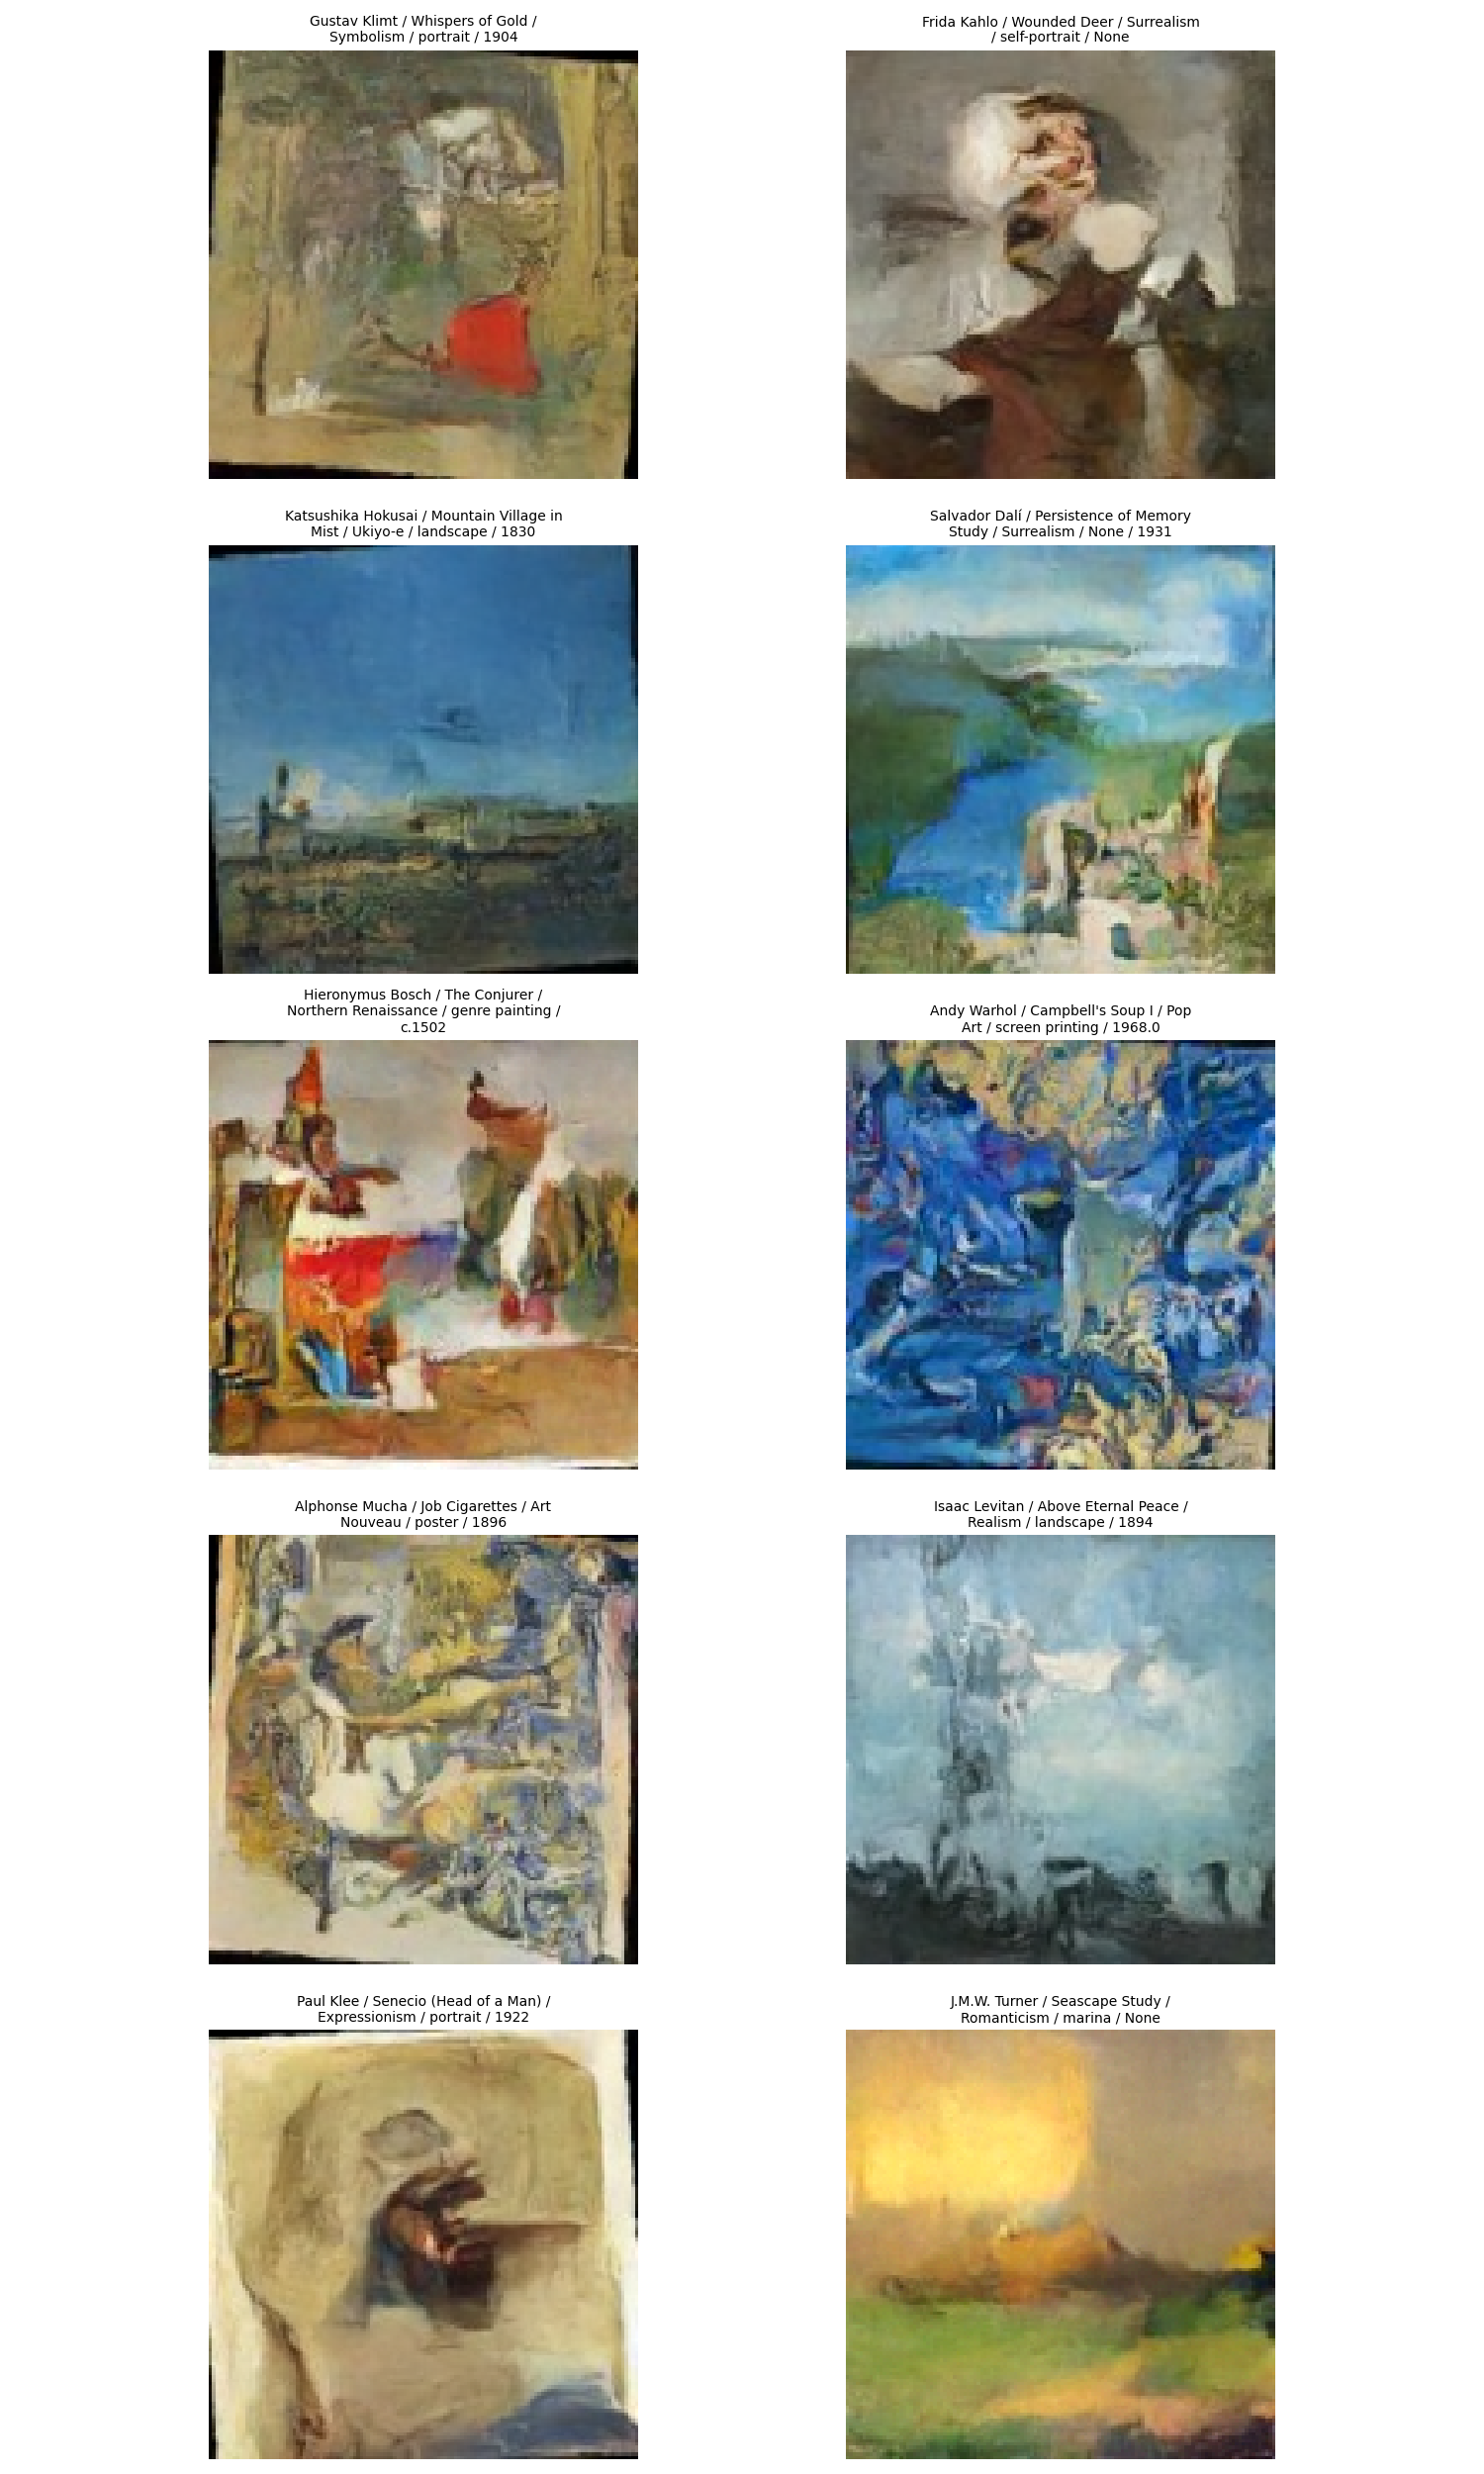 Gustav Klimt / Whispers of Gold /
Symbolism / portrait / 1904
Frida Kahlo / Wounded Deer / Surrealism
/ self-portrait / None
Katsushika Hokusai / Mountain Village in
Mist / Ukiyo-e / landscape / 1830
Salvador Dalí / Persistence of Memory
Study / Surrealism / None / 1931
Hieronymus Bosch / The Conjurer /
Northern Renaissance / genre painting /
c.1502
Andy Warhol / Campbell's Soup I / Pop
Art / screen printing / 1968.0
Alphonse Mucha / Job Cigarettes / Art
Nouveau / poster / 1896
Isaac Levitan / Above Eternal Peace /
Realism / landscape / 1894
Paul Klee / Senecio (Head of a Man) /
Expressionism / portrait / 1922
J.M.W. Turner / Seascape Study /
Romanticism / marina / None